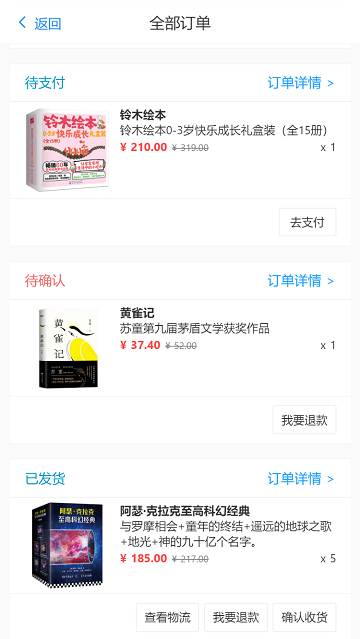 返回
全部订单
待支付
订单详情 >
铃木绘本
0-3岁快乐成长礼盒装
(全15册)
畅销60年
铃木绘本
铃木绘本0-3岁快乐成长礼盒装（全15册）
¥ 210.00 ¥ 319.00
x 1
去支付
待确认
订单详情 >
黄雀记
苏童
黄雀记
苏童第九届茅盾文学获奖作品
¥ 37.40 ¥ 52.00
x 1
我要退款
已发货
订单详情 >
阿瑟·克拉克
至高科幻经典
阿瑟·克拉克至高科幻经典
与罗摩相会+童年的终结+遥远的地球之歌
+地光+神的九十亿个名字。
¥ 185.00 ¥ 217.00
x 5
查看物流
我要退款
确认收货